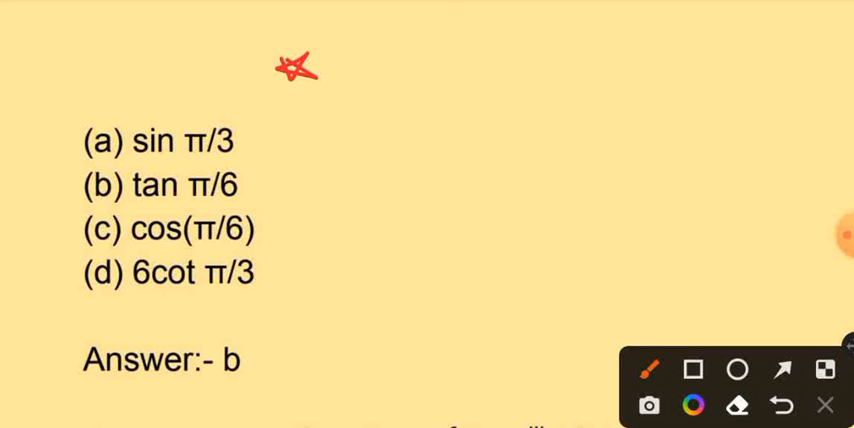 (a) sin π/3
(b) tan π/6
(c) cos(π/6)
(d) 6cot π/3
Answer:- b